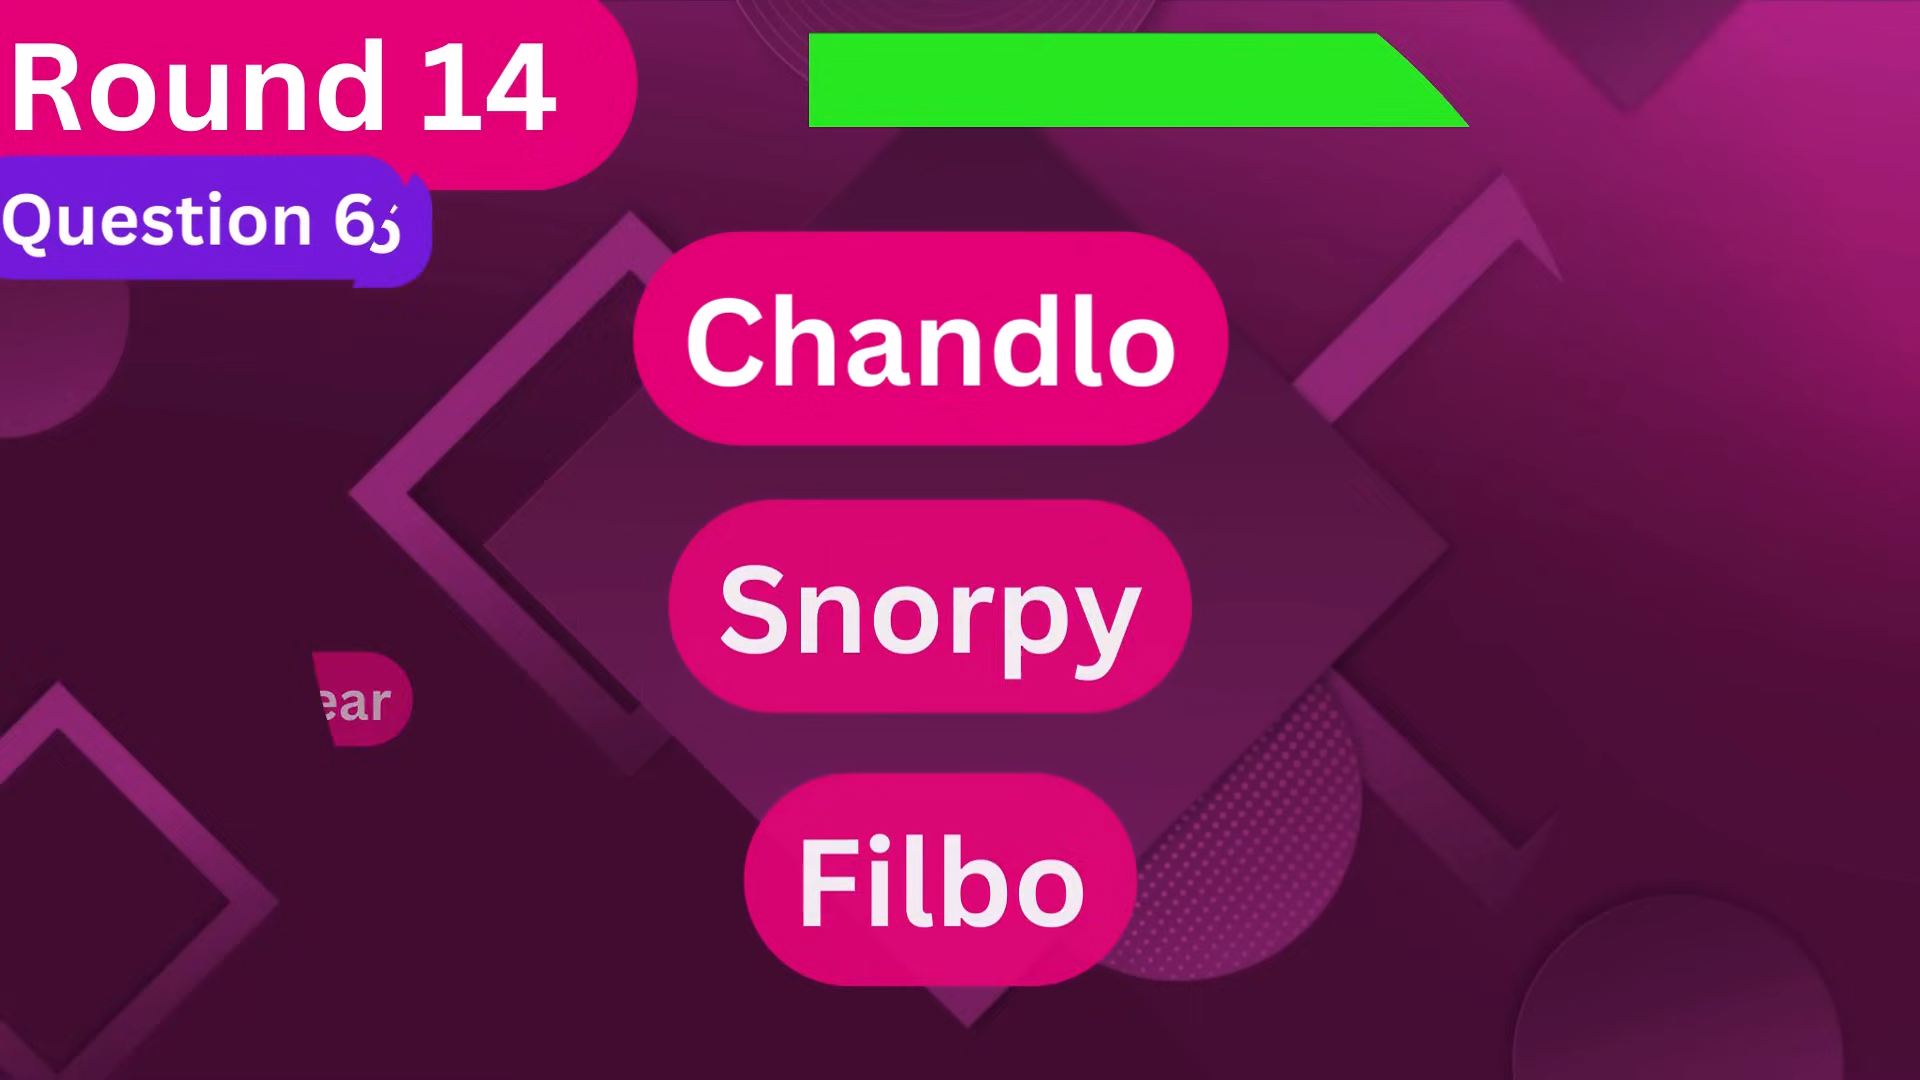 Round 14
Question 6
Chandlo
Snorpy
ear
Filbo